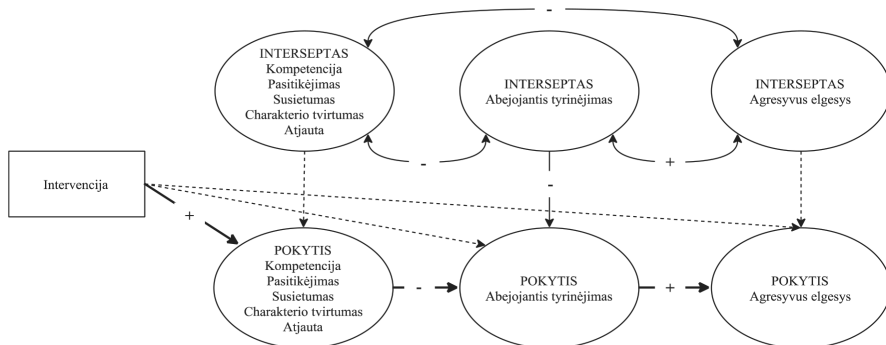 -
INTERSEPTAS
Kompetencija
Pasitikėjimas
Susietumas
Charakterio tvirtumas
Atjauta
INTERSEPTAS
Abejojantis tyrinėjimas
INTERSEPTAS
Agresyvus elgesys
-
+
Intervencija
-
+
POKYTIS
Kompetencija
Pasitikėjimas
Susietumas
Charakterio tvirtumas
Atjauta
-
POKYTIS
Abejojantis tyrinėjimas
+
POKYTIS
Agresyvus elgesys